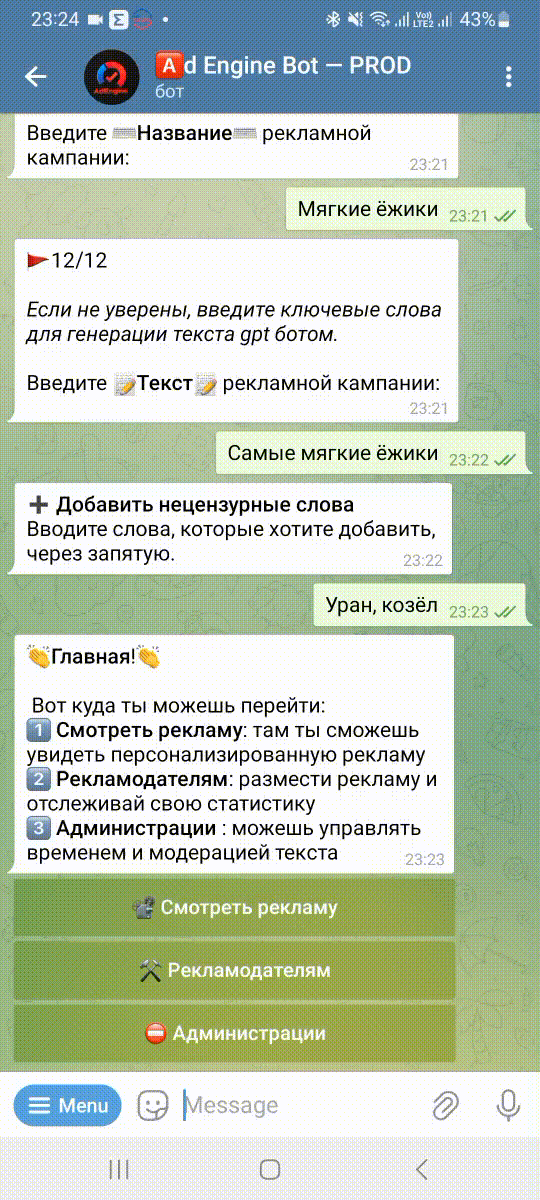 23:24
Vo))
LTE2
43%
Ad Engine Bot — PROD
AdEngine
бот
Введите Название рекламной
кампании:
23:21
Мягкие ёжики 23:21
12/12
Если не уверены, введите ключевые слова
для генерации текста gpt ботом.
Введите Текст рекламной кампании:
23:21
Самые мягкие ёжики 23:22
Добавить нецензурные слова
Вводите слова, которые хотите добавить,
через запятую.
23:22
Уран, козёл 23:23
Главная!
Вот куда ты можешь перейти:
1 Смотреть рекламу: там ты сможешь
увидеть персонализированную рекламу
2 Рекламодателям: размести рекламу и
отслеживай свою статистику
3 Администрации : можешь управлять
временем и модерацией текста
23:23
Смотреть рекламу
Рекламодателям
Администрации
Menu
Message